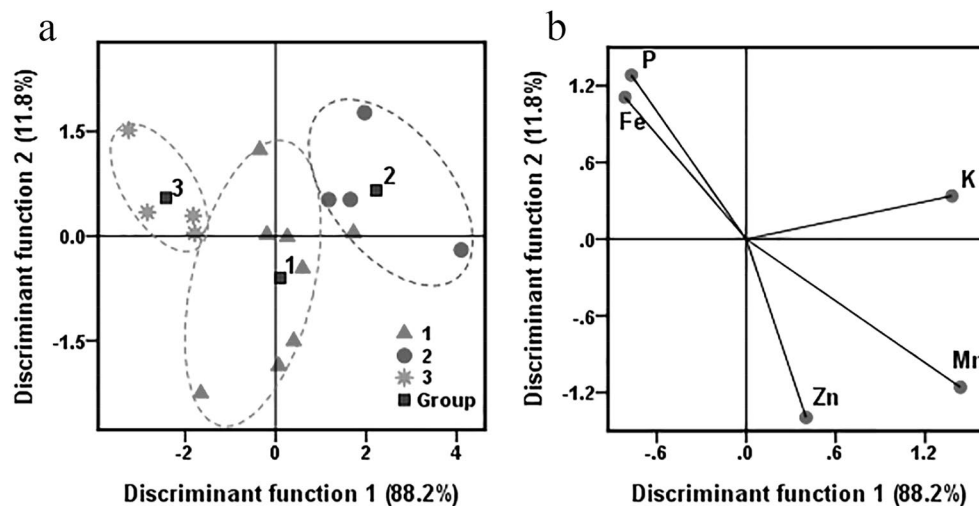 a
Discriminant function 2 (11.8%)
1.5
0.0
-1.5
-2
0
2
4
Discriminant function 1 (88.2%)
3
2
1
1
2
3
Group
b
Discriminant function 2 (11.8%)
1.2
.6
.0
-.6
-1.2
-.6
.0
.6
1.2
Discriminant function 1 (88.2%)
P
Fe
K
Zn